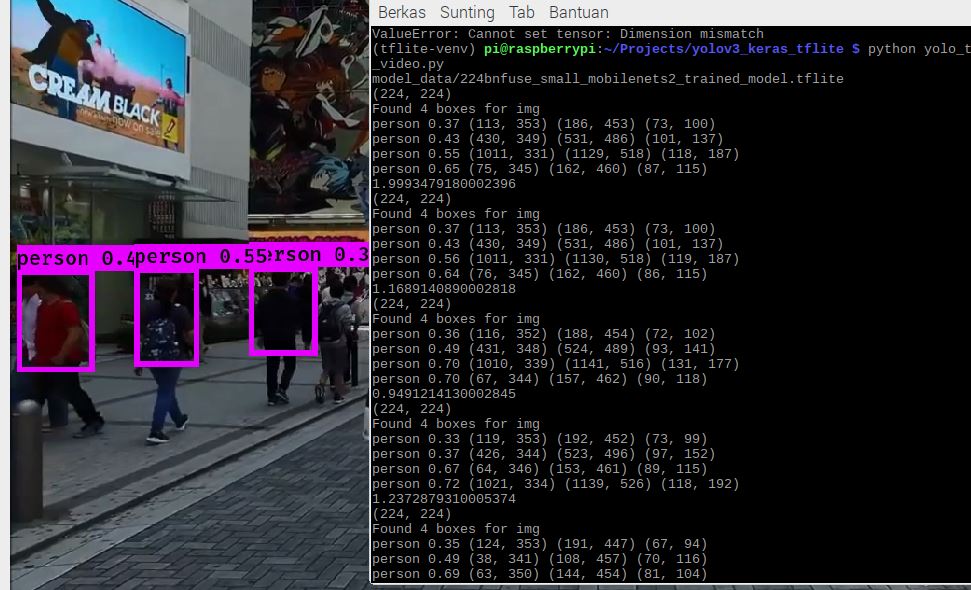 CREAM BLACK
now on sale
person 0.4
person 0.55
erson 0.3
Berkas Sunting Tab Bantuan
ValueError: Cannot set tensor: Dimension mismatch
(tflite-venv) pi@raspberrypi:~/Projects/yolov3_keras_tflite $ python yolo_t
_video.py
model_data/224bnfuse_small_mobilenets2_trained_model.tflite
(224, 224)
Found 4 boxes for img
person 0.37 (113, 353) (186, 453) (73, 100)
person 0.43 (430, 349) (531, 486) (101, 137)
person 0.55 (1011, 331) (1129, 518) (118, 187)
person 0.65 (75, 345) (162, 460) (87, 115)
1.9993479180002396
(224, 224)
Found 4 boxes for img
person 0.37 (113, 353) (186, 453) (73, 100)
person 0.43 (430, 349) (531, 486) (101, 137)
person 0.56 (1011, 331) (1130, 518) (119, 187)
person 0.64 (76, 345) (162, 460) (86, 115)
1.1689140890002818
(224, 224)
Found 4 boxes for img
person 0.36 (116, 352) (188, 454) (72, 102)
person 0.49 (431, 348) (524, 489) (93, 141)
person 0.70 (1010, 339) (1141, 516) (131, 177)
person 0.70 (67, 344) (157, 462) (90, 118)
0.9491214130002845
(224, 224)
Found 4 boxes for img
person 0.33 (119, 353) (192, 452) (73, 99)
person 0.37 (426, 344) (523, 496) (97, 152)
person 0.67 (64, 346) (153, 461) (89, 115)
person 0.72 (1021, 334) (1139, 526) (118, 192)
1.2372879310005374
(224, 224)
Found 4 boxes for img
person 0.35 (124, 353) (191, 447) (67, 94)
person 0.49 (38, 341) (108, 457) (70, 116)
person 0.69 (63, 350) (144, 454) (81, 104)